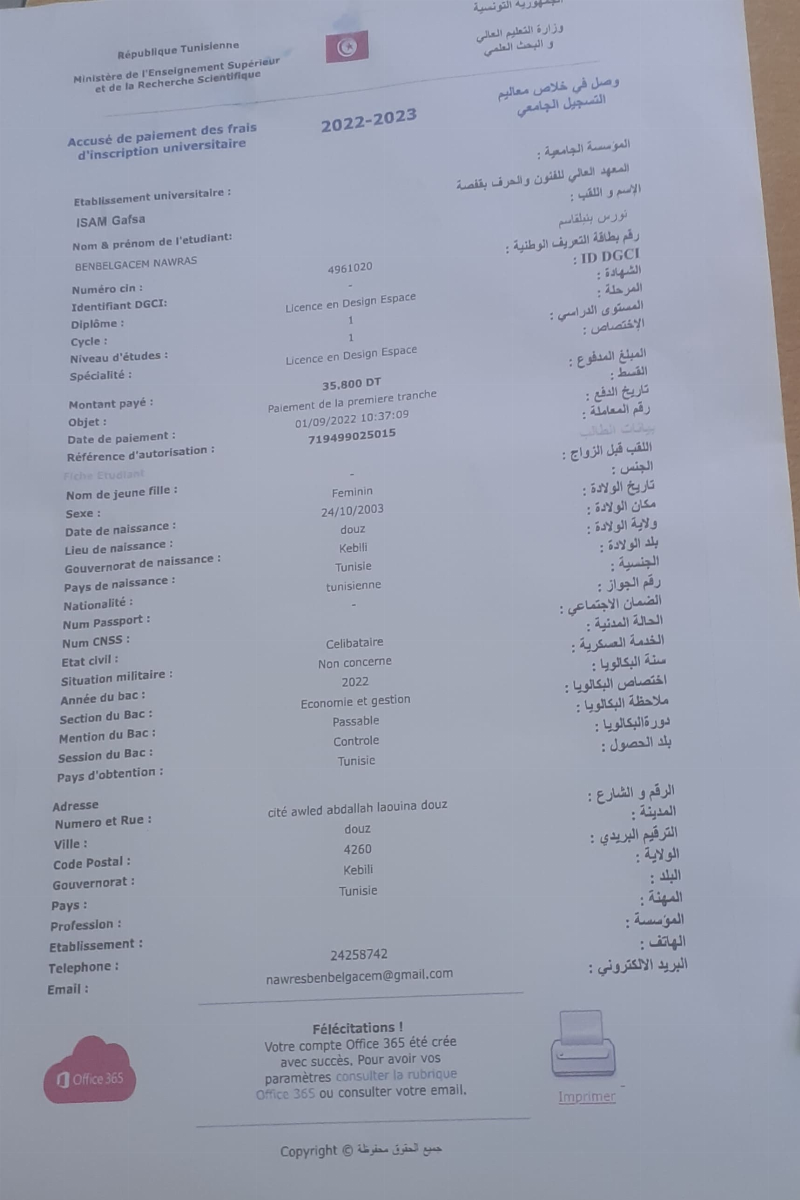 République Tunisienne
Ministère de l'Enseignement Supérieur
et de la Recherche Scientifique
الجمهورية التونسية
وزارة التعليم العالي
و البحث العلمي
Accusé de paiement des frais
d'inscription universitaire
2022-2023
وصل في خلاص معاليم
التسجيل الجامعي
Etablissement universitaire :
المؤسسة الجامعية :
ISAM Gafsa
المعهد العالي للفنون والحرف بقفصة
Nom & prénom de l'etudiant:
الإسم و اللقب :
BENBELGACEM NAWRAS
نورس بنبلقاسم
Numéro cin : 4961020 رقم بطاقة التعريف الوطنية :
Identifiant DGCI: - ID DGCI :
Diplôme : Licence en Design Espace الشهادة :
Cycle : 1 المرحلة :
Niveau d'études : 1 المستوى الدراسي :
Spécialité : Licence en Design Espace الإختصاص :
Montant payé : 35.800 DT المبلغ المدفوع :
Objet : Paiement de la premiere tranche القسط :
Date de paiement : 01/09/2022 10:37:09 تاريخ الدفع :
Référence d'autorisation : 719499025015 رقم المعاملة :
Fiche Etudiant بيانات الطالب
Nom de jeune fille : - اللقب قبل الزواج :
Sexe : Feminin الجنس :
Date de naissance : 24/10/2003 تاريخ الولادة :
Lieu de naissance : douz مكان الولادة :
Gouvernorat de naissance : Kebili ولاية الولادة :
Pays de naissance : Tunisie بلد الولادة :
Nationalité : tunisienne الجنسية :
Num Passport : - رقم الجواز :
Num CNSS : الضمان الاجتماعي :
Etat civil : Celibataire الحالة المدنية :
Situation militaire : Non concerne الخدمة العسكرية :
Année du bac : 2022 سنة البكالويا :
Section du Bac : Economie et gestion اختصاص البكالويا :
Mention du Bac : Passable ملاحظة البكالويا :
Session du Bac : Controle دورةالبكالويا :
Pays d'obtention : Tunisie بلد الحصول :
Adresse
Numero et Rue : cité awled abdallah laouina douz الرقم و الشارع :
Ville : douz المدينة :
Code Postal : 4260 الترقيم البريدي :
Gouvernorat : Kebili الولاية :
Pays : Tunisie البلد :
Profession : المهنة :
Etablissement : المؤسسة :
Telephone : 24258742 الهاتف :
Email : nawresbenbelgacem@gmail.com البريد الالكتروني :
Office 365
Félécitations !
Votre compte Office 365 été crée
avec succès. Pour avoir vos
paramètres consulter la rubrique
Office 365 ou consulter votre email.
Imprimer
Copyright © جميع الحقوق محفوظة